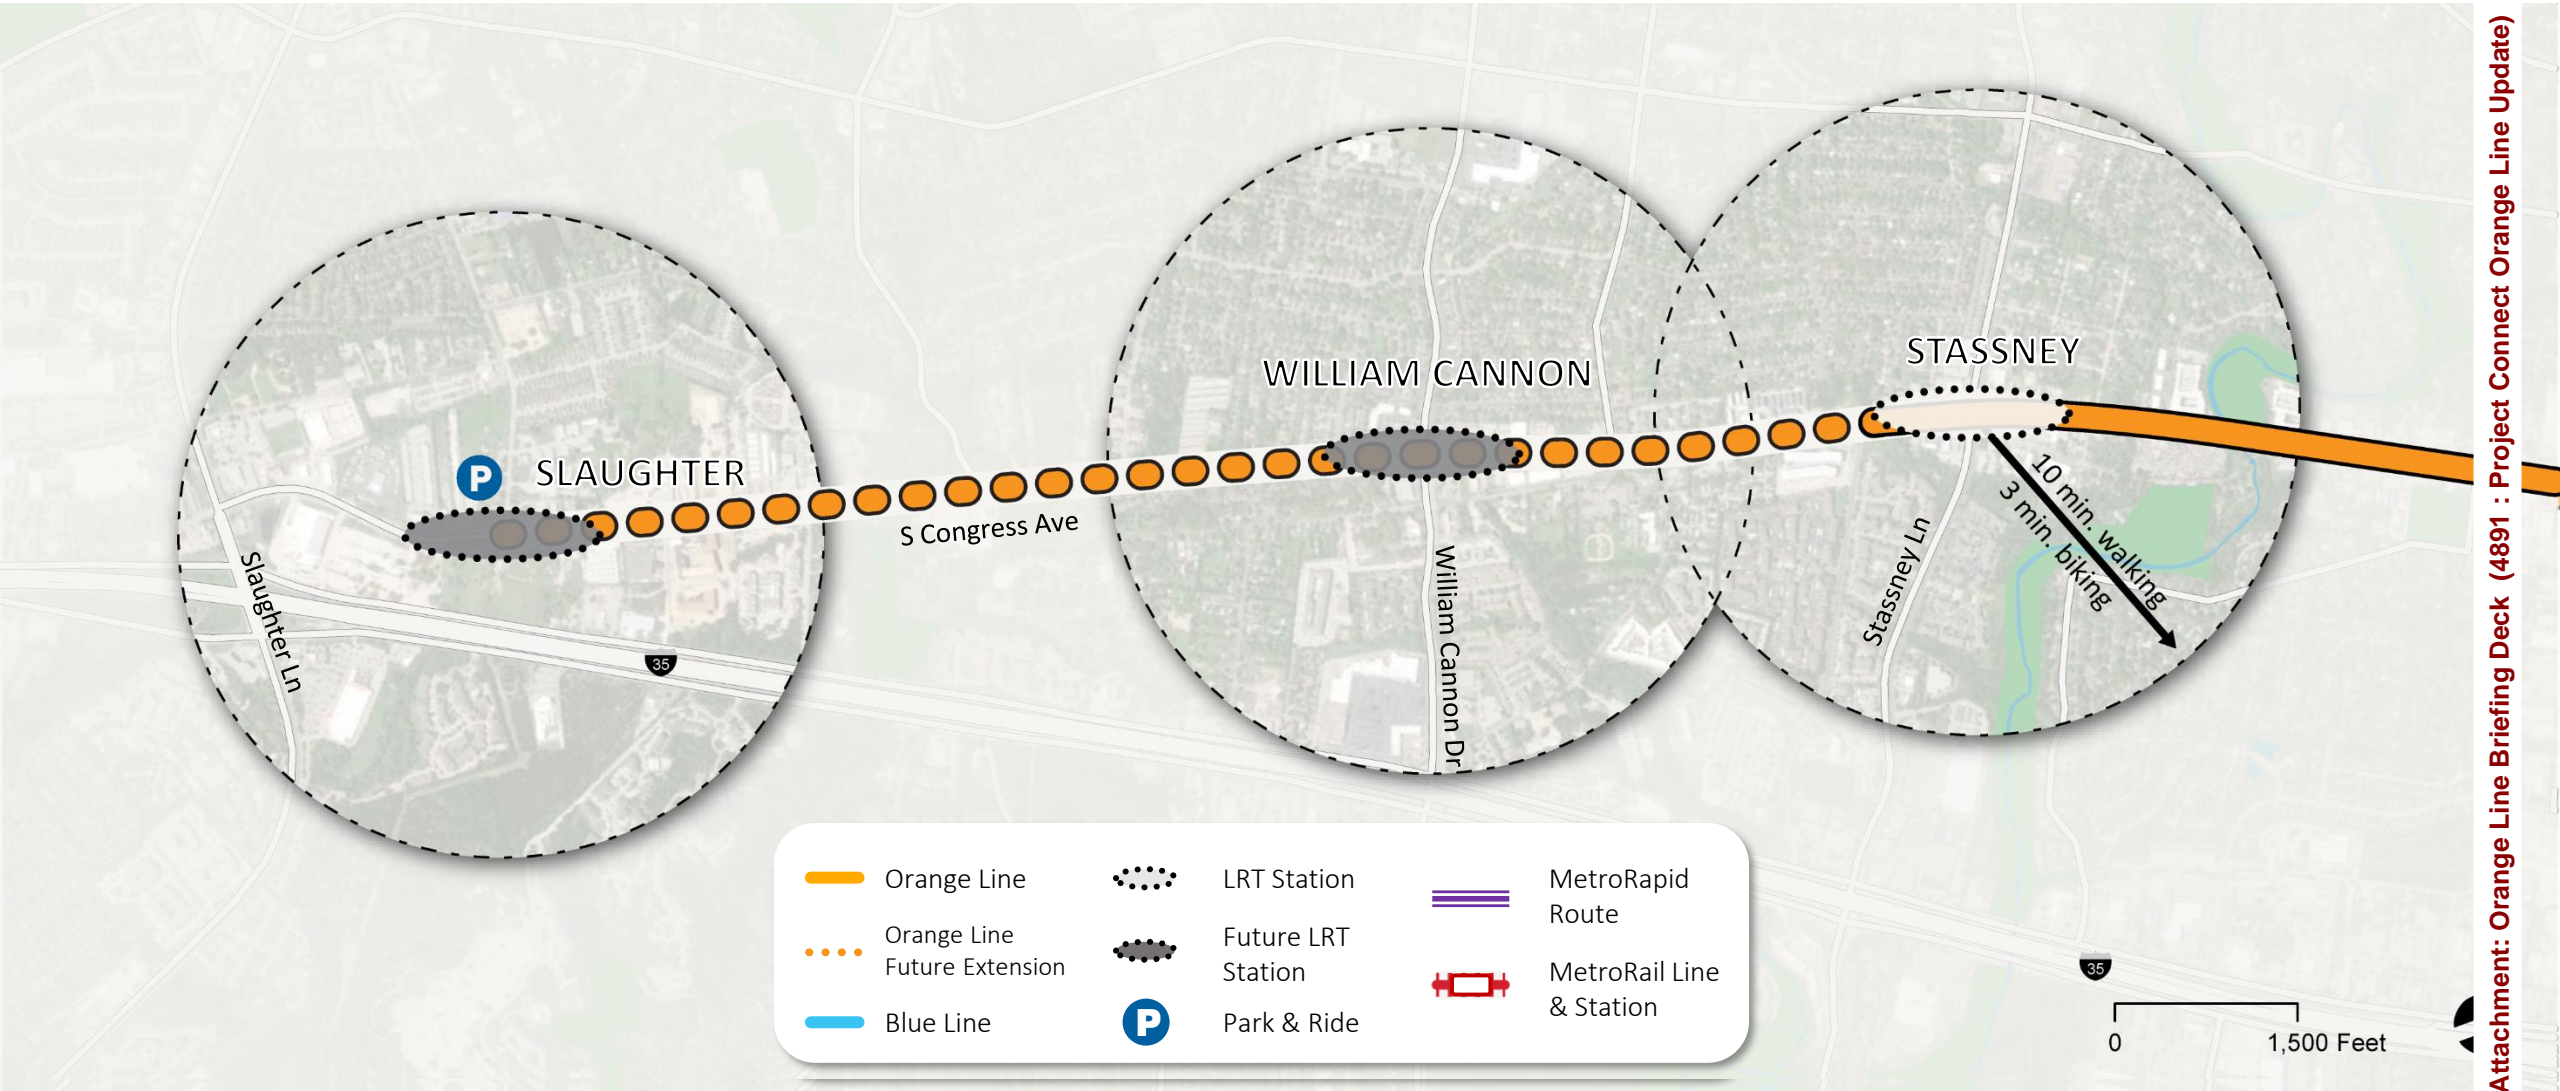 STASSNEY
WILLIAM CANNON
P
SLAUGHTER
S Congress Ave
10 min. walking
3 min. biking
Stassney Ln
William Cannon Dr
Slaughter Ln
35
35
Orange Line
Orange Line
Future Extension
Blue Line
LRT Station
Future LRT
Station
P
Park & Ride
MetroRapid
Route
MetroRail Line
& Station
0
1,500 Feet
Attachment: Orange Line Briefing Deck (4891 : Project Connect Orange Line Update)